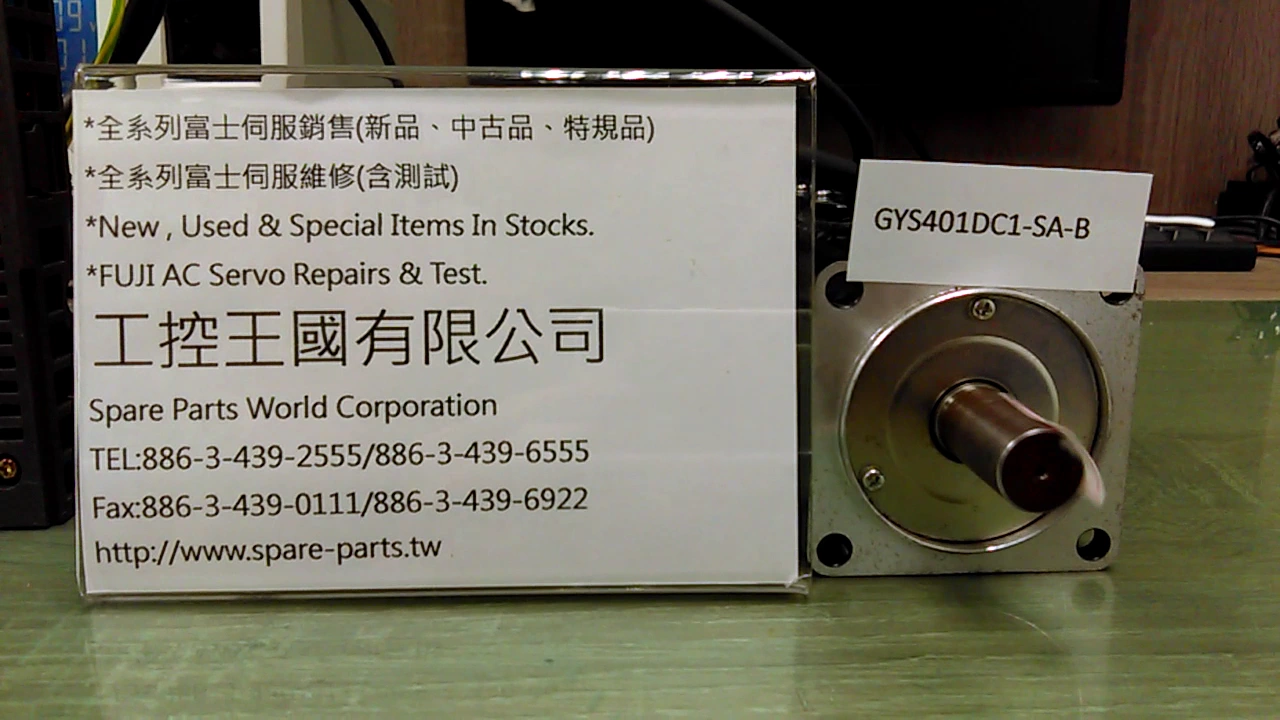 *全系列富士伺服銷售(新品、中古品、特規品)
*全系列富士伺服維修(含測試)
*New , Used & Special Items In Stocks.
*FUJI AC Servo Repairs & Test.
工控王國有限公司
Spare Parts World Corporation
TEL:886-3-439-2555/886-3-439-6555
Fax:886-3-439-0111/886-3-439-6922
http://www.spare-parts.tw
GYS401DC1-SA-B